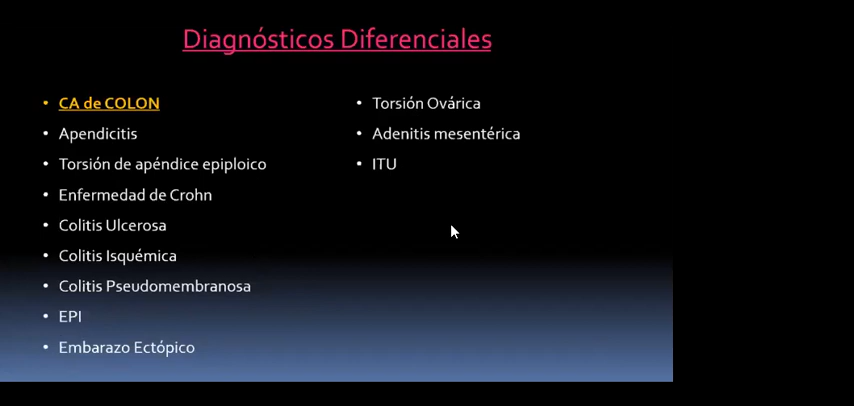 Diagnósticos Diferenciales
CA de COLON
Apendicitis
Torsión de apéndice epiploico
Enfermedad de Crohn
Colitis Ulcerosa
Colitis Isquémica
Colitis Pseudomembranosa
EPI
Embarazo Ectópico
Torsión Ovárica
Adenitis mesentérica
ITU